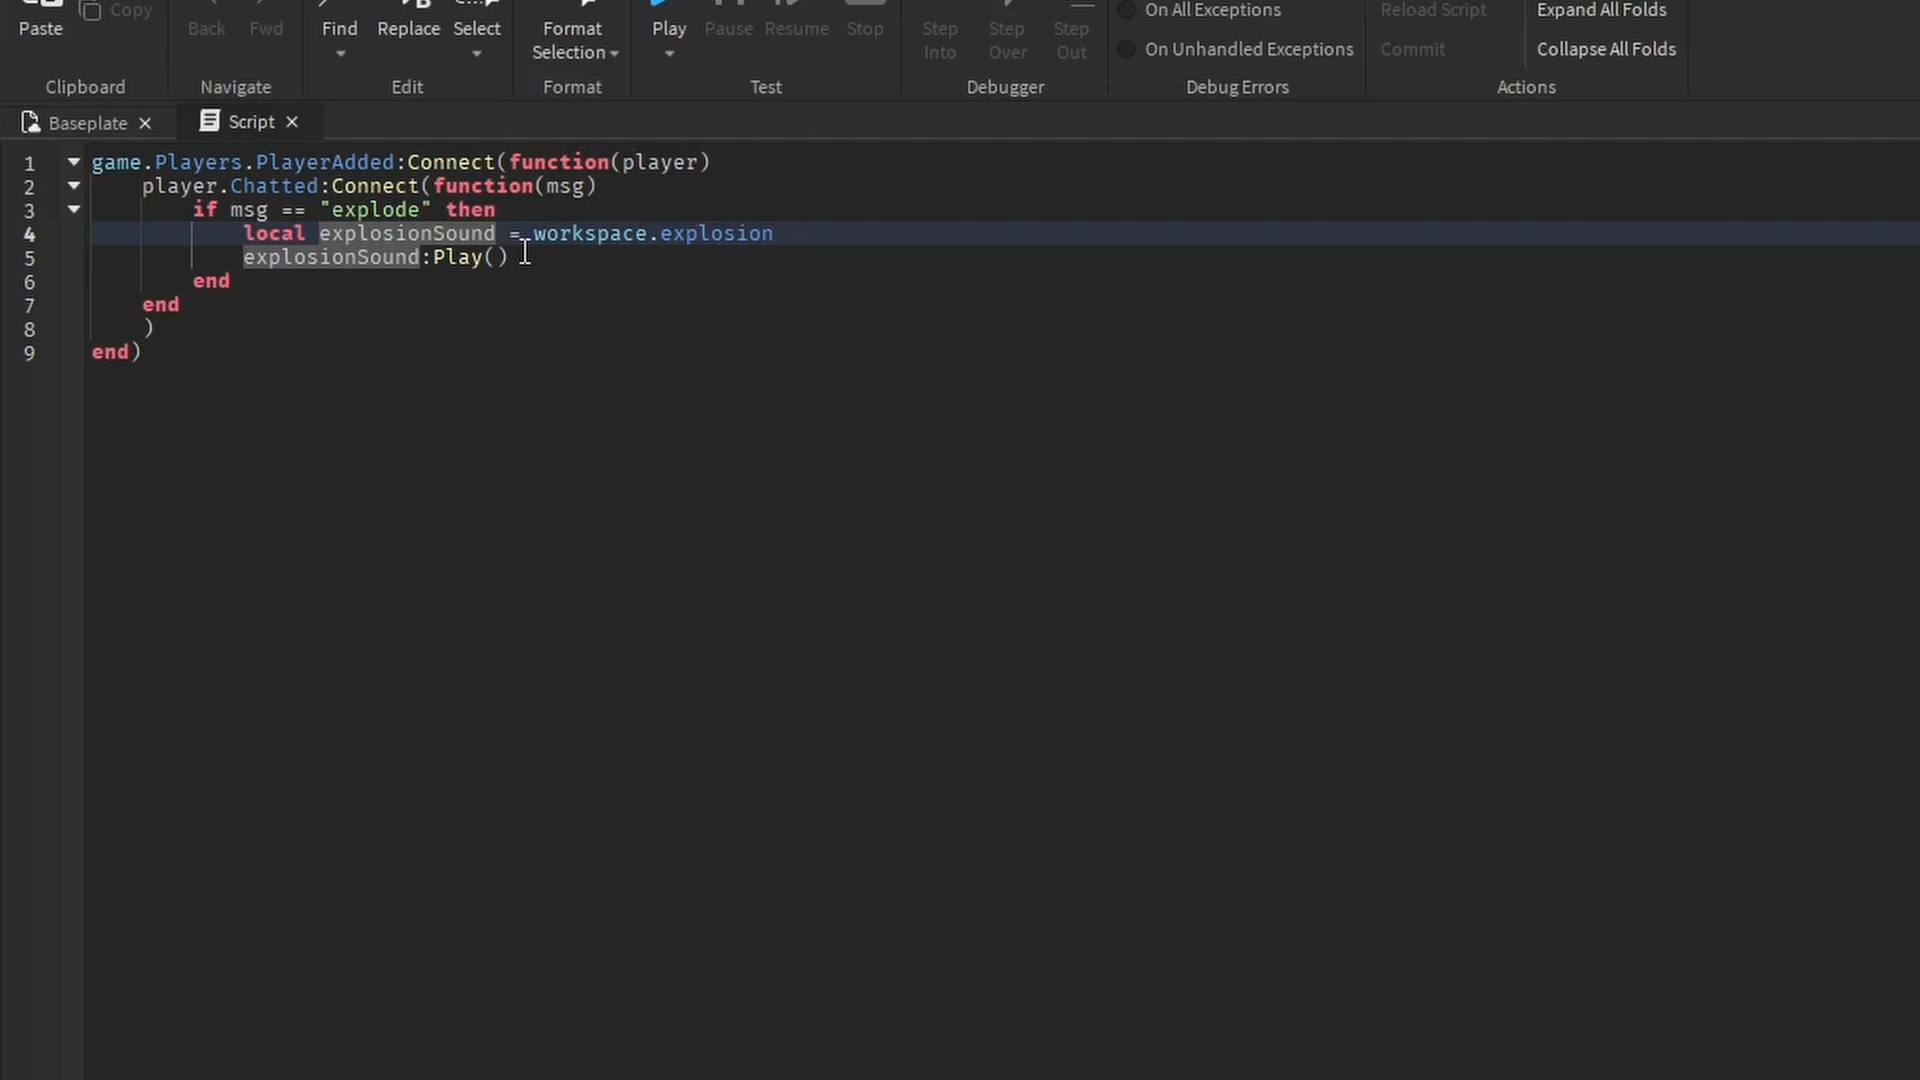 Paste
Copy
Back
Fwd
Find
Replace
Select
Format
Selection
Play
Pause
Resume
Stop
Step
Into
Step
Over
Step
Out
On All Exceptions
On Unhandled Exceptions
Reload Script
Commit
Expand All Folds
Collapse All Folds
Clipboard
Navigate
Edit
Format
Test
Debugger
Debug Errors
Actions
Baseplate
Script
1 game.Players.PlayerAdded:Connect(function(player)
2 player.Chatted:Connect(function(msg)
3 if msg == "explode" then
4 local explosionSound = workspace.explosion
5 explosionSound:Play()
6 end
7 end
8 )
9 end)